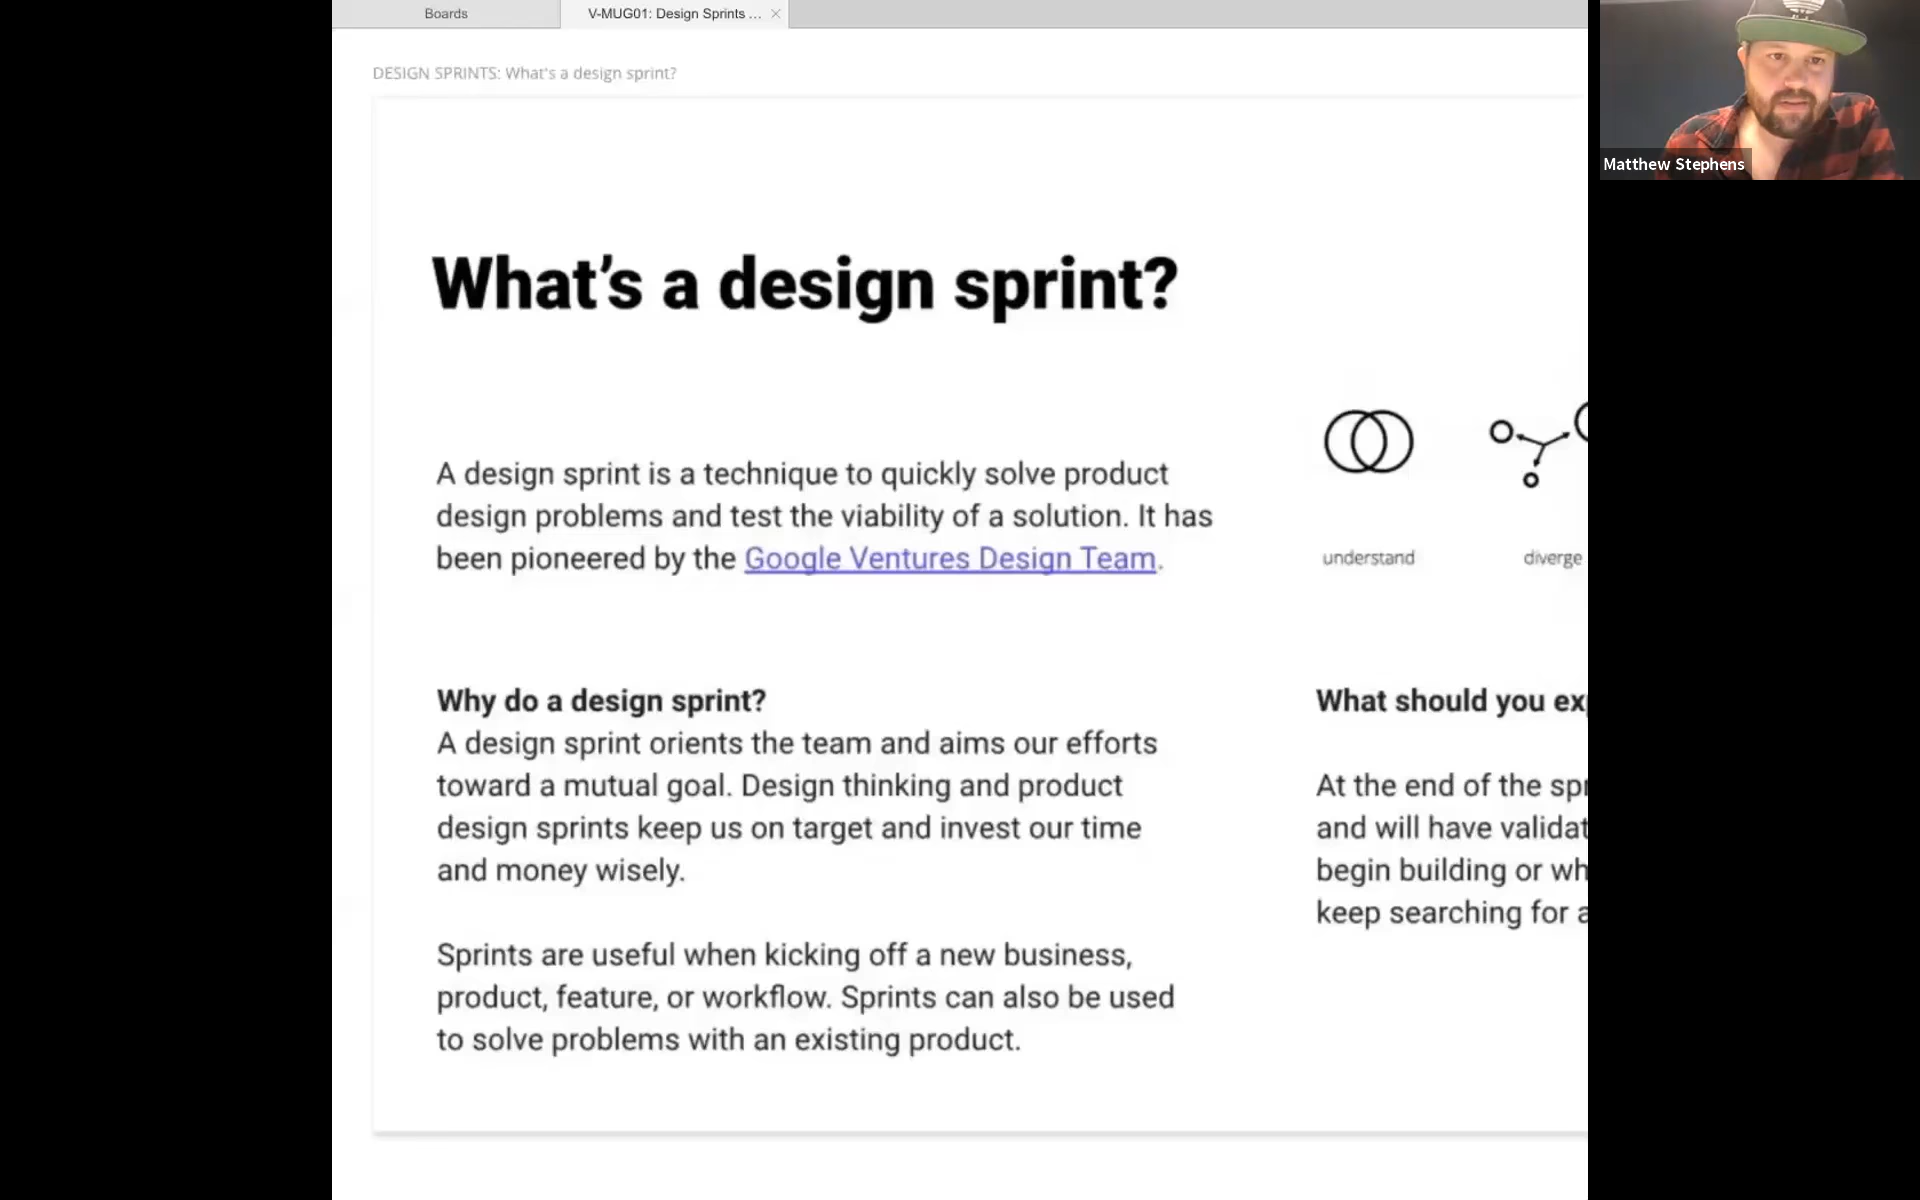 Boards
V-MUG01: Design Sprints ...
Matthew Stephens
DESIGN SPRINTS: What's a design sprint?
What’s a design sprint?
A design sprint is a technique to quickly solve product
design problems and test the viability of a solution. It has
been pioneered by the Google Ventures Design Team.
understand
diverge
Why do a design sprint?
A design sprint orients the team and aims our efforts
toward a mutual goal. Design thinking and product
design sprints keep us on target and invest our time
and money wisely.
Sprints are useful when kicking off a new business,
product, feature, or workflow. Sprints can also be used
to solve problems with an existing product.
What should you
At the end of the
and will have
begin building or
keep searching for